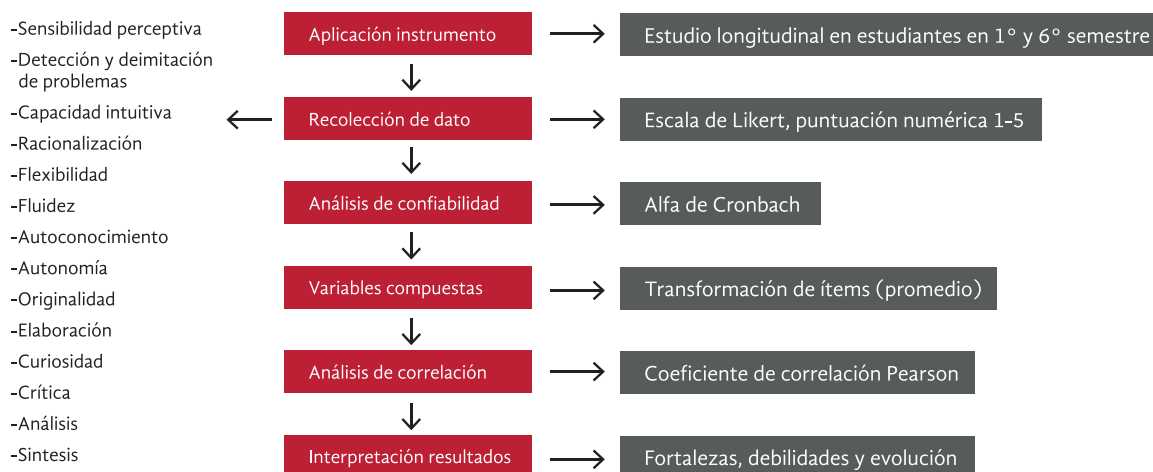 -Sensibilidad perceptiva
-Detección y deimitación
de problemas
-Capacidad intuitiva
-Racionalización
-Flexibilidad
-Fluidez
-Autoconocimiento
-Autonomía
-Originalidad
-Elaboración
-Curiosidad
-Crítica
-Análisis
-Sintesis
Aplicación instrumento
Estudio longitudinal en estudiantes en 1° y 6° semestre
Recolección de dato
Escala de Likert, puntuación numérica 1-5
Análisis de confiabilidad
Alfa de Cronbach
Variables compuestas
Transformación de ítems (promedio)
Análisis de correlación
Coeficiente de correlación Pearson
Interpretación resultados
Fortalezas, debilidades y evolución